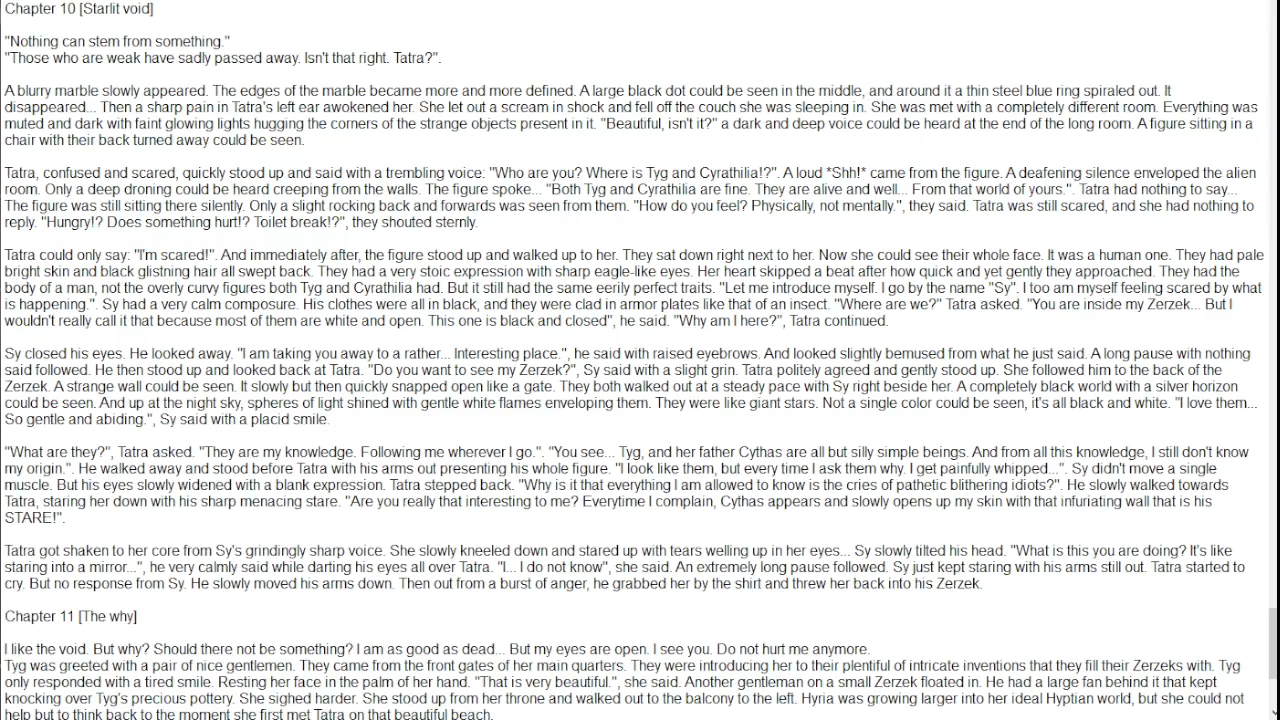 Chapter 10 [Starlit void]
"Nothing can stem from something."
"Those who are weak have sadly passed away. Isn't that right. Tatra?".
A blurry marble slowly appeared. The edges of the marble became more and more defined. A large black dot could be seen in the middle, and around it a thin steel blue ring spiraled out. It
disappeared... Then a sharp pain in Tatra's left ear awokened her. She let out a scream in shock and fell off the couch she was sleeping in. She was met with a completely different room. Everything was
muted and dark with faint glowing lights hugging the corners of the strange objects present in it. "Beautiful, isn't it?" a dark and deep voice could be heard at the end of the long room. A figure sitting in a
chair with their back turned away could be seen.
Tatra, confused and scared, quickly stood up and said with a trembling voice: "Who are you? Where is Tyg and Cyrathilia!?". A loud *Shh!* came from the figure. A deafening silence enveloped the alien
room. Only a deep droning could be heard creeping from the walls. The figure spoke... "Both Tyg and Cyrathilia are fine. They are alive and well... From that world of yours.". Tatra had nothing to say...
The figure was still sitting there silently. Only a slight rocking back and forwards was seen from them. "How do you feel? Physically, not mentally.", they said. Tatra was still scared, and she had nothing to
reply. "Hungry!? Does something hurt!? Toilet break!?", they shouted sternly.
Tatra could only say: "I'm scared!". And immediately after, the figure stood up and walked up to her. They sat down right next to her. Now she could see their whole face. It was a human one. They had pale
bright skin and black glistning hair all swept back. They had a very stoic expression with sharp eagle-like eyes. Her heart skipped a beat after how quick and yet gently they approached. They had the
body of a man, not the overly curvy figures both Tyg and Cyrathilia had. But it still had the same eerily perfect traits. "Let me introduce myself. I go by the name "Sy". I too am myself feeling scared by what
is happening.". Sy had a very calm composure. His clothes were all in black, and they were clad in armor plates like that of an insect. "Where are we?" Tatra asked. "You are inside my Zerzek... But I
wouldn't really call it that because most of them are white and open. This one is black and closed", he said. "Why am I here?", Tatra continued.
Sy closed his eyes. He looked away. "I am taking you away to a rather... Interesting place.", he said with raised eyebrows. And looked slightly bemused from what he just said. A long pause with nothing
said followed. He then stood up and looked back at Tatra. "Do you want to see my Zerzek?", Sy said with a slight grin. Tatra politely agreed and gently stood up. She followed him to the back of the
Zerzek. A strange wall could be seen. It slowly but then quickly snapped open like a gate. They both walked out at a steady pace with Sy right beside her. A completely black world with a silver horizon
could be seen. And up at the night sky, spheres of light shined with gentle white flames enveloping them. They were like giant stars. Not a single color could be seen, it's all black and white. "I love them...
So gentle and abiding.", Sy said with a placid smile.
"What are they?", Tatra asked. "They are my knowledge. Following me wherever I go.". "You see... Tyg, and her father Cythas are all but silly simple beings. And from all this knowledge, I still don't know
my origin.". He walked away and stood before Tatra with his arms out presenting his whole figure. "I look like them, but every time I ask them why. I get painfully whipped...". Sy didn't move a single
muscle. But his eyes slowly widened with a blank expression. Tatra stepped back. "Why is it that everything I am allowed to know is the cries of pathetic blithering idiots?". He slowly walked towards
Tatra, staring her down with his sharp menacing stare. "Are you really that interesting to me? Everytime I complain, Cythas appears and slowly opens up my skin with that infuriating wall that is his
STARE!".
Tatra got shaken to her core from Sy's grindingly sharp voice. She slowly kneeled down and stared up with tears welling up in her eyes... Sy slowly tilted his head. "What is this you are doing? It's like
staring into a mirror...", he very calmly said while darting his eyes all over Tatra. "I... I do not know", she said. An extremely long pause followed. Sy just kept staring with his arms still out. Tatra started to
cry. But no response from Sy. He slowly moved his arms down. Then out from a burst of anger, he grabbed her by the shirt and threw her back into his Zerzek.
Chapter 11 [The why]
I like the void. But why? Should there not be something? I am as good as dead... But my eyes are open. I see you. Do not hurt me anymore.
Tyg was greeted with a pair of nice gentlemen. They came from the front gates of her main quarters. They were introducing her to their plentiful of intricate inventions that they fill their Zerzeks with. Tyg
only responded with a tired smile. Resting her face in the palm of her hand. "That is very beautiful.", she said. Another gentleman on a small Zerzek floated in. He had a large fan behind it that kept
knocking over Tyg's precious pottery. She sighed harder. She stood up from her throne and walked out to the balcony to the left. Hyria was growing larger into her ideal Hyptian world, but she could not
help but to think back to the moment she first met Tatra on that beautiful beach.